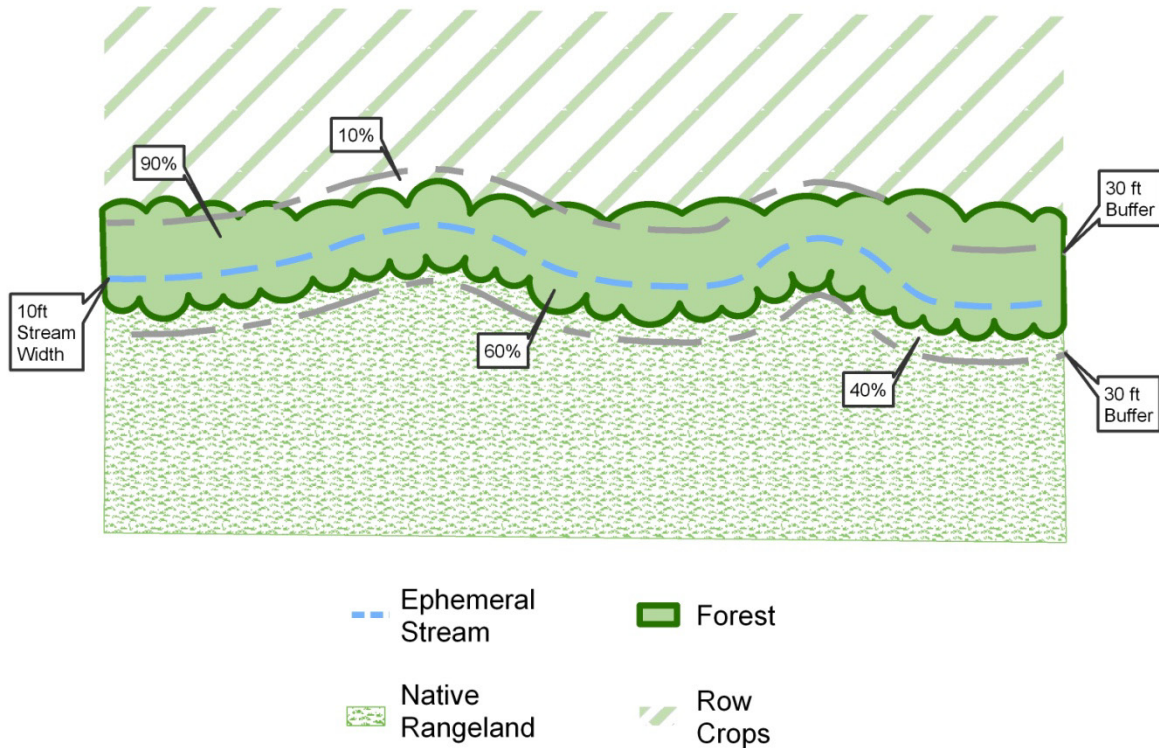 10%
90%
30 ft
Buffer
10ft
Stream
Width
60%
40%
30 ft
Buffer
Ephemeral
Stream
Forest
Native
Rangeland
Row
Crops